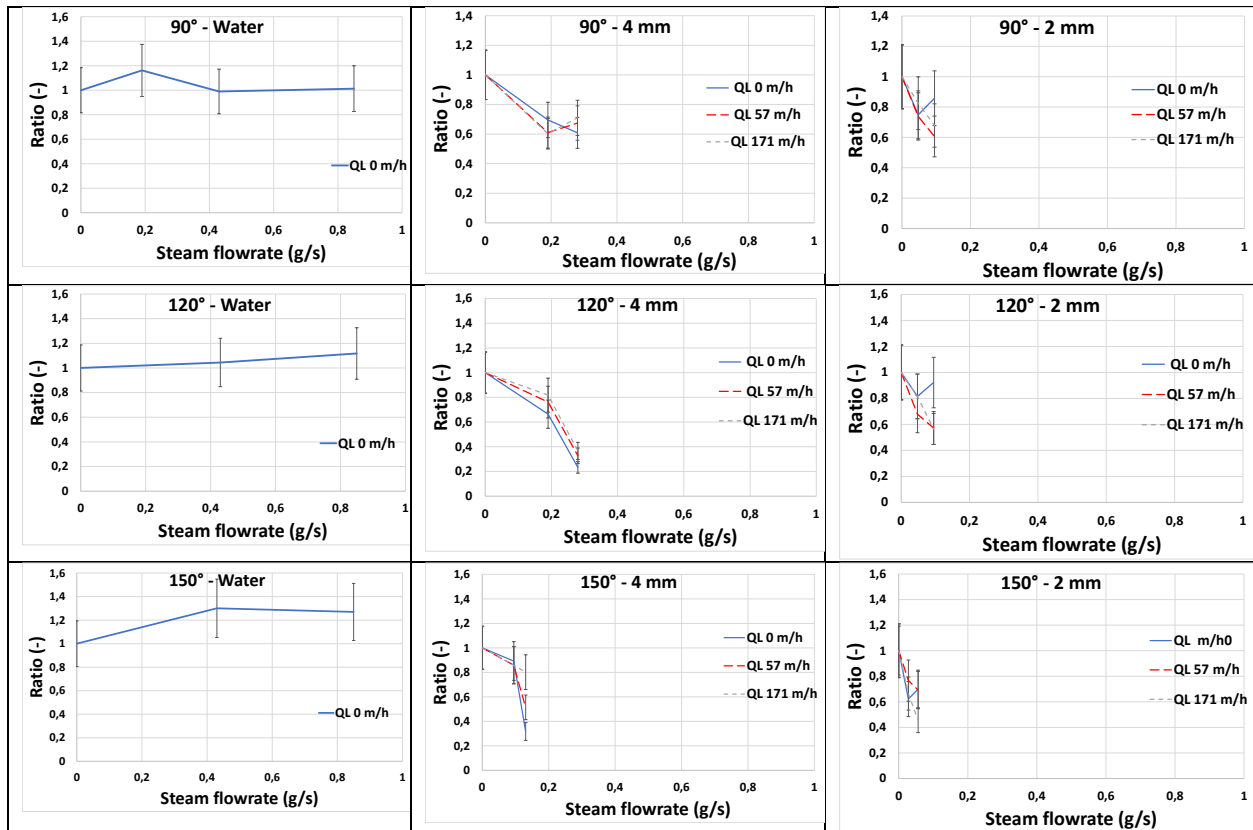 90° - Water
1,6
1,4
1,2
1
0,8
0,6
0,4
0,2
0
Ratio (-)
QL 0 m/h
0 0,2 0,4 0,6 0,8 1
Steam flowrate (g/s)
90° - 4 mm
1,4
1,2
1
0,8
0,6
0,4
0,2
0
Ratio (-)
QL 0 m/h
QL 57 m/h
QL 171 m/h
0 0,2 0,4 0,6 0,8 1
Steam flowrate (g/s)
90° - 2 mm
1,4
1,2
1
0,8
0,6
0,4
0,2
0
Ratio (-)
QL 0 m/h
QL 57 m/h
QL 171 m/h
0 0,2 0,4 0,6 0,8 1
Steam flowrate (g/s)
120° - Water
1,6
1,4
1,2
1
0,8
0,6
0,4
0,2
0
Ratio (-)
QL 0 m/h
0 0,2 0,4 0,6 0,8 1
Steam flowrate (g/s)
120° - 4 mm
1,6
1,4
1,2
1
0,8
0,6
0,4
0,2
0
Ratio (-)
QL 0 m/h
QL 57 m/h
QL 171 m/h
0 0,2 0,4 0,6 0,8 1
Steam flowrate (g/s)
120° - 2 mm
1,6
1,4
1,2
1
0,8
0,6
0,4
0,2
0
Ratio (-)
QL 0 m/h
QL 57 m/h
QL 171 m/h
0 0,2 0,4 0,6 0,8 1
Steam flowrate (g/s)
150° - Water
1,6
1,4
1,2
1
0,8
0,6
0,4
0,2
0
Ratio (-)
QL 0 m/h
0 0,2 0,4 0,6 0,8 1
Steam flowrate (g/s)
150° - 4 mm
1,6
1,4
1,2
1
0,8
0,6
0,4
0,2
0
Ratio (-)
QL 0 m/h
QL 57 m/h
QL 171 m/h
0 0,2 0,4 0,6 0,8 1
Steam flowrate (g/s)
150° - 2 mm
1,6
1,4
1,2
1
0,8
0,6
0,4
0,2
0
Ratio (-)
QL m/h0
QL 57 m/h
QL 171 m/h
0 0,2 0,4 0,6 0,8 1
Steam flowrate (g/s)